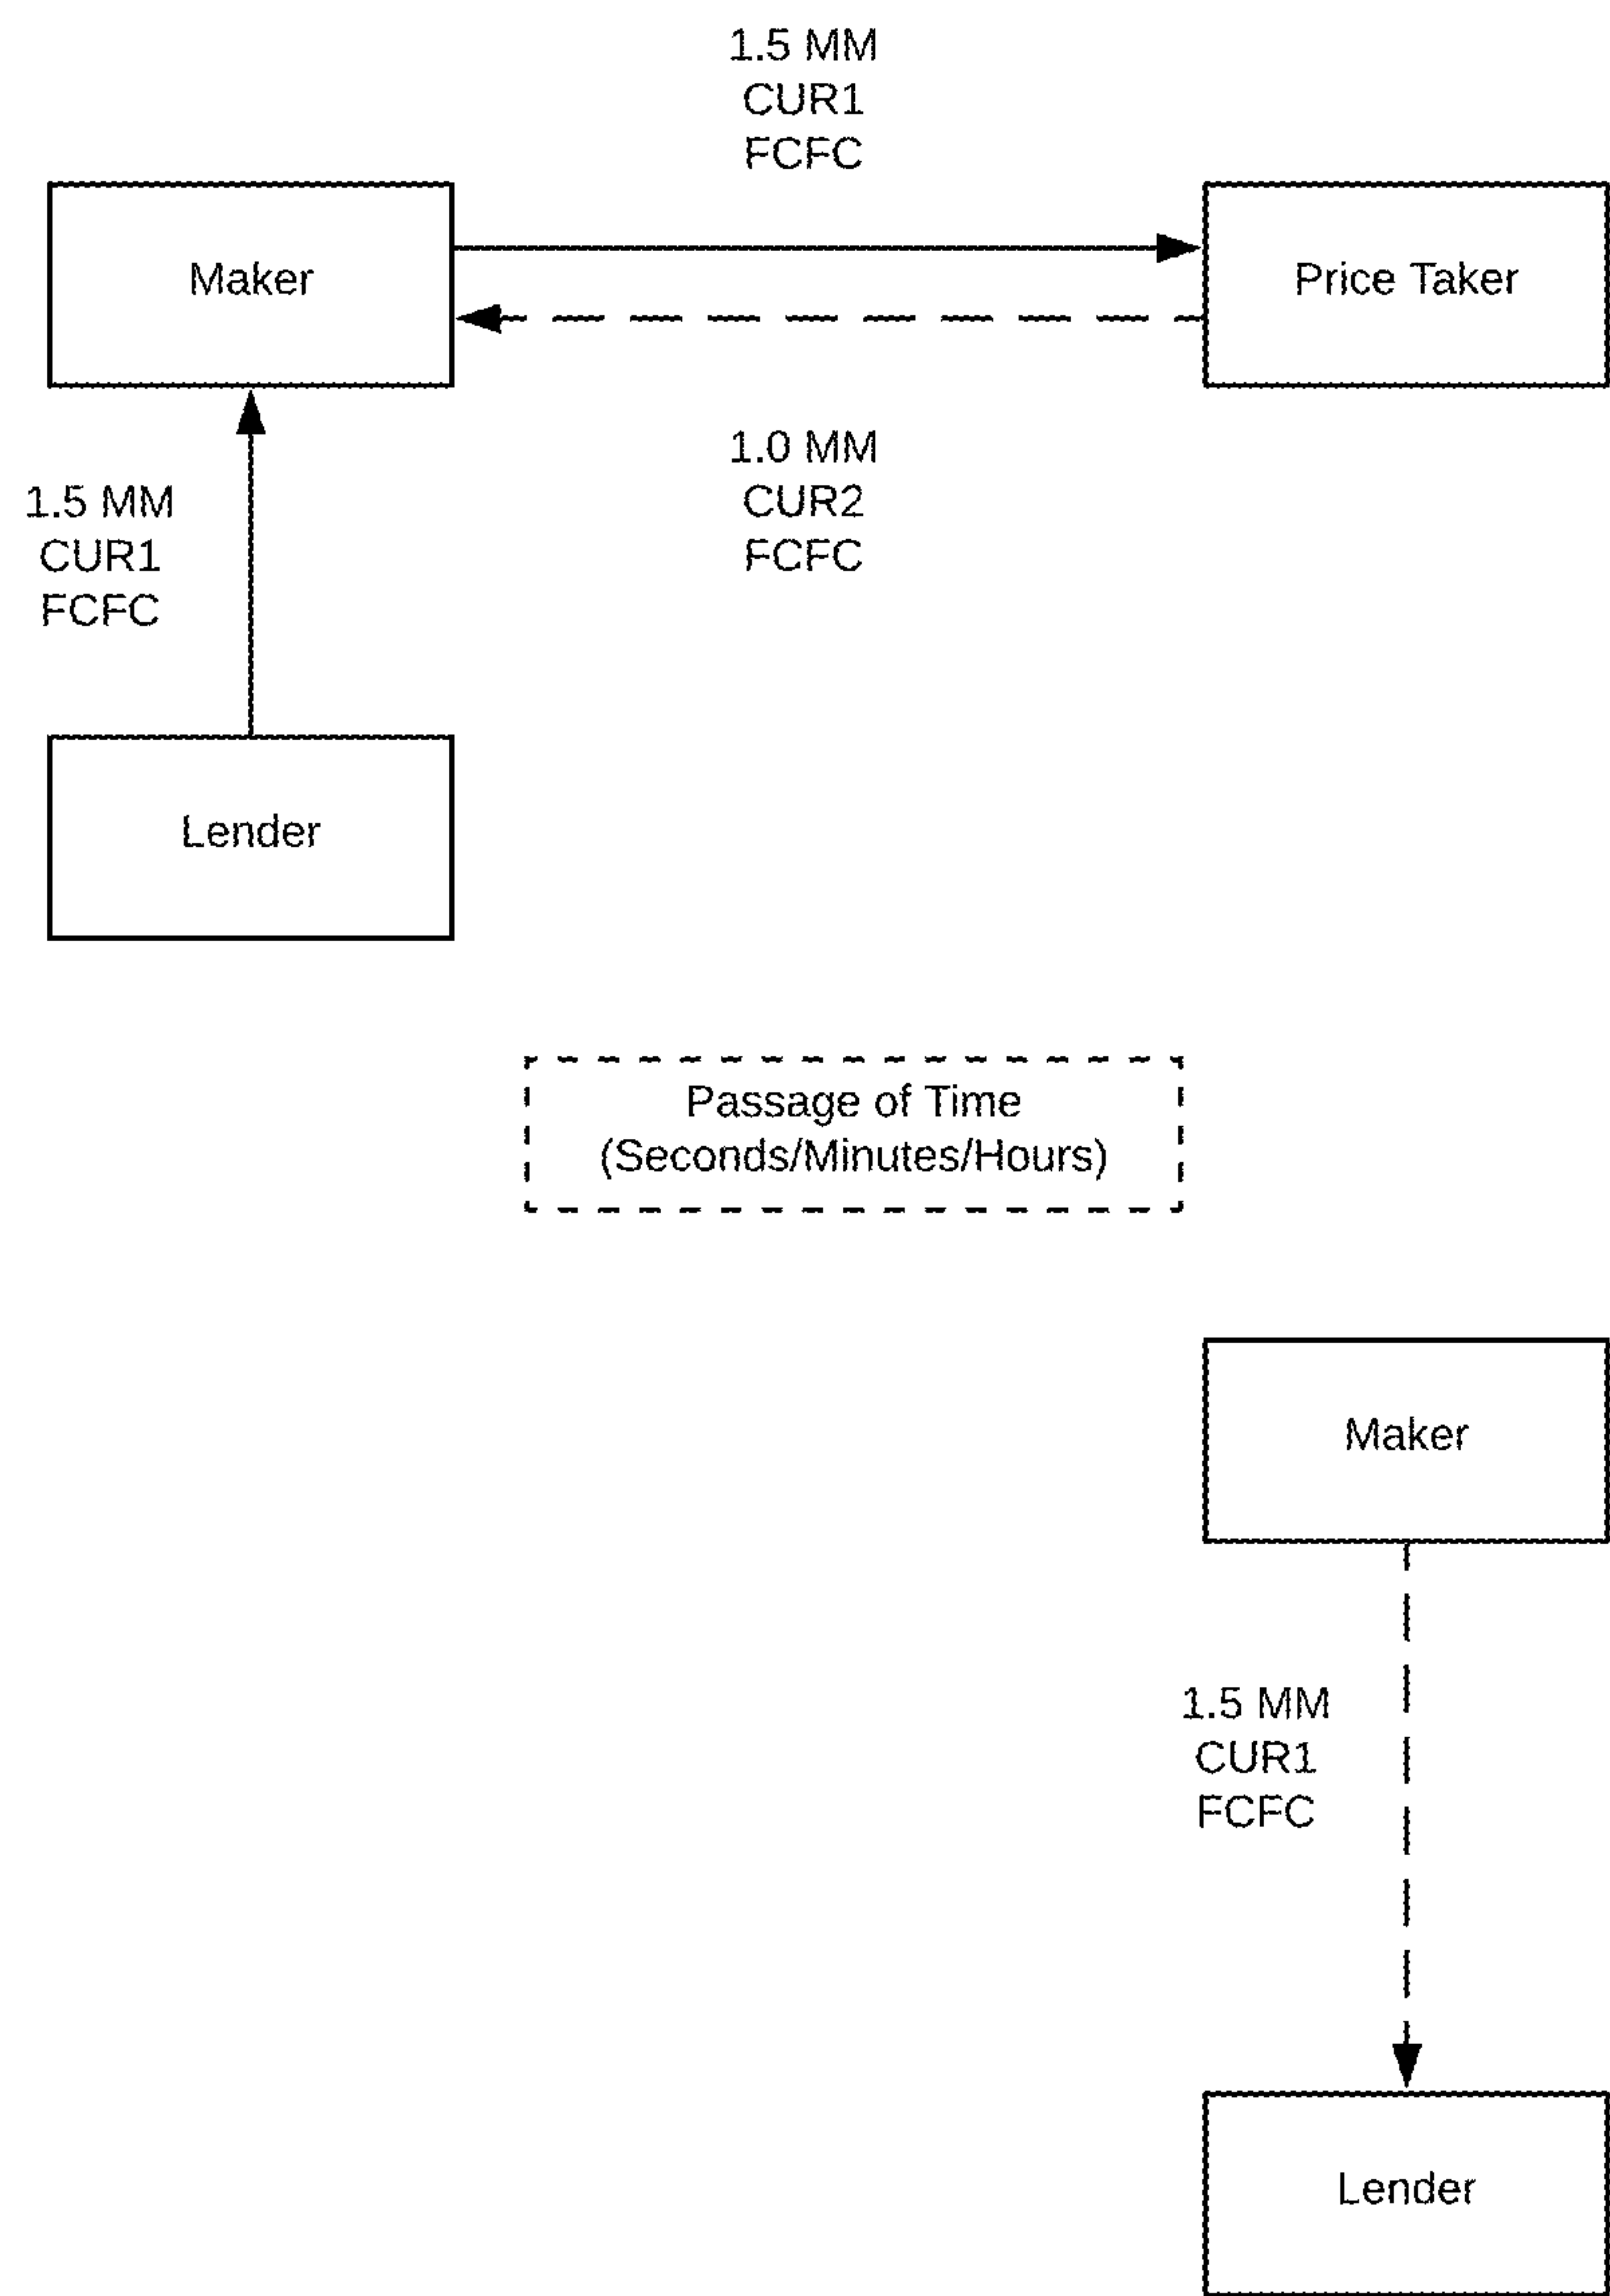 1.5 MM
CUR1
FCFC
Maker
Price Taker
1.0 MM
CUR2
FCFC
1.5 MM
CUR1
FCFC
Lender
Passage of Time
(Seconds/Minutes/Hours)
Maker
1.5 MM
CUR1
FCFC
Lender